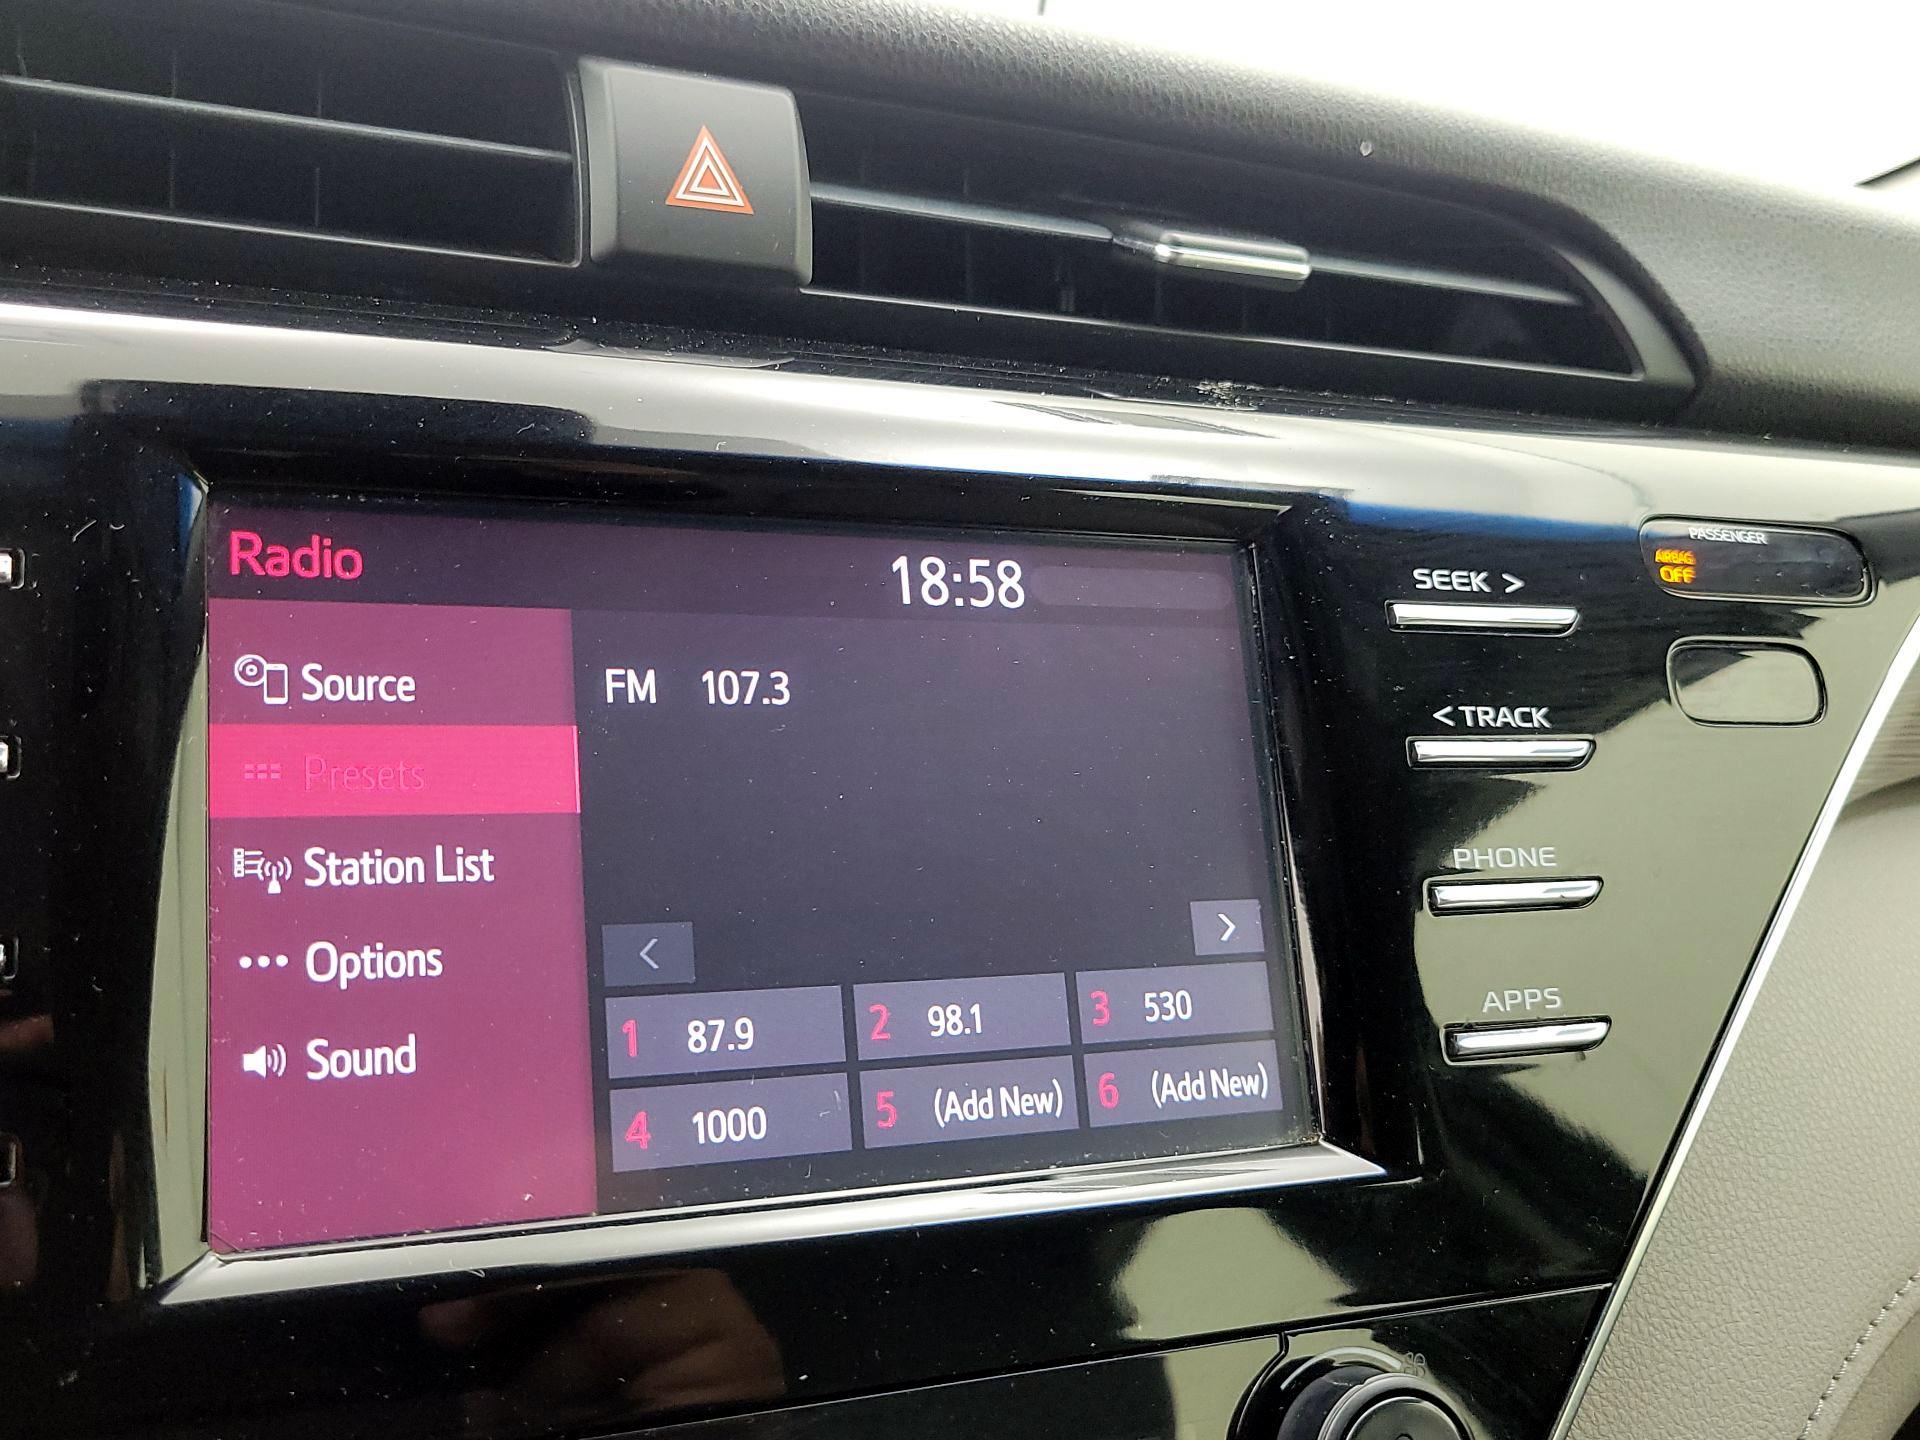 Radio
18:58
Source
Presets
Station List
Options
Sound
FM 107.3
<
>
1 87.9
2 98.1
3 530
4 1000
5 (Add New)
6 (Add New)
SEEK >
< TRACK
PHONE
APPS
PASSENGER
AIRBAG
OFF